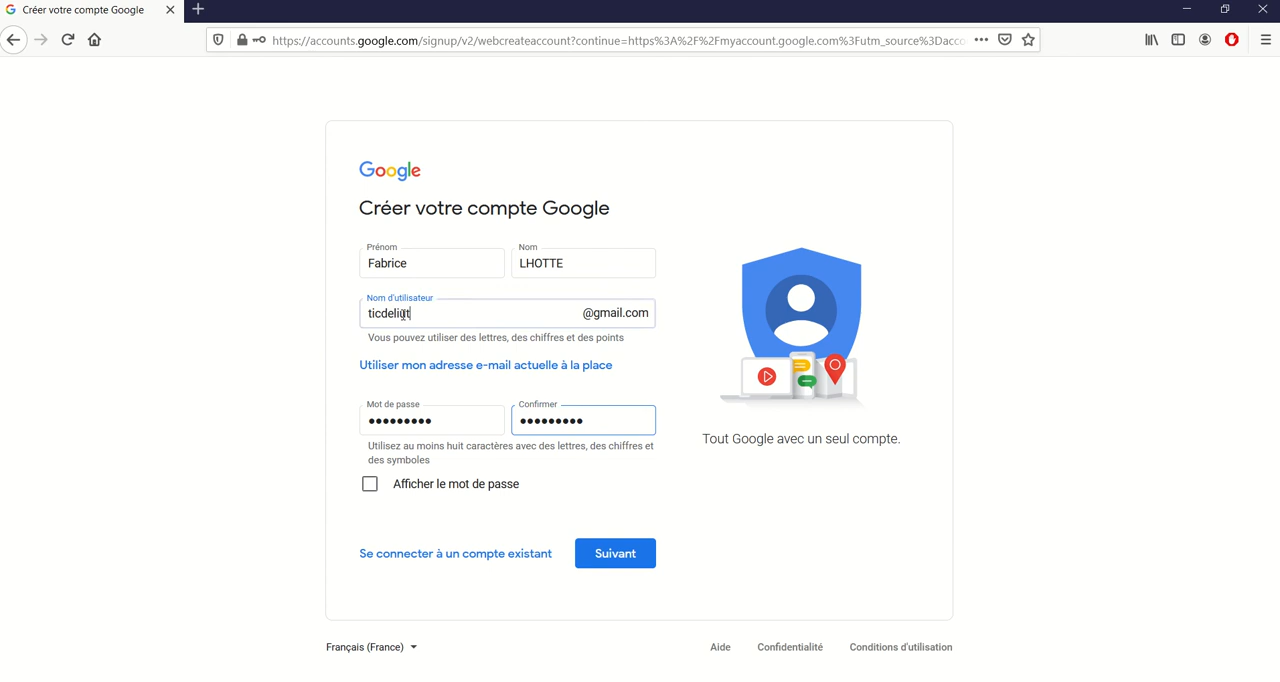 Créer votre compte Google
https://accounts.google.com/signup/v2/webcreateaccount?continue=https%3A%2F%2Fmyaccount.google.com%3Futm_source%3Dacco
Google
Créer votre compte Google
Prénom
Nom
Fabrice
LHOTTE
Nom d'utilisateur
@gmail.com
Vous pouvez utiliser des lettres, des chiffres et des points
Utiliser mon adresse e-mail actuelle à la place
Mot de passe
Confirmer
•••••••••
•••••••••
Utilisez au moins huit caractères avec des lettres, des chiffres et
des symboles
Afficher le mot de passe
Tout Google avec un seul compte.
Se connecter à un compte existant
Suivant
Français (France)
Aide
Confidentialité
Conditions d'utilisation